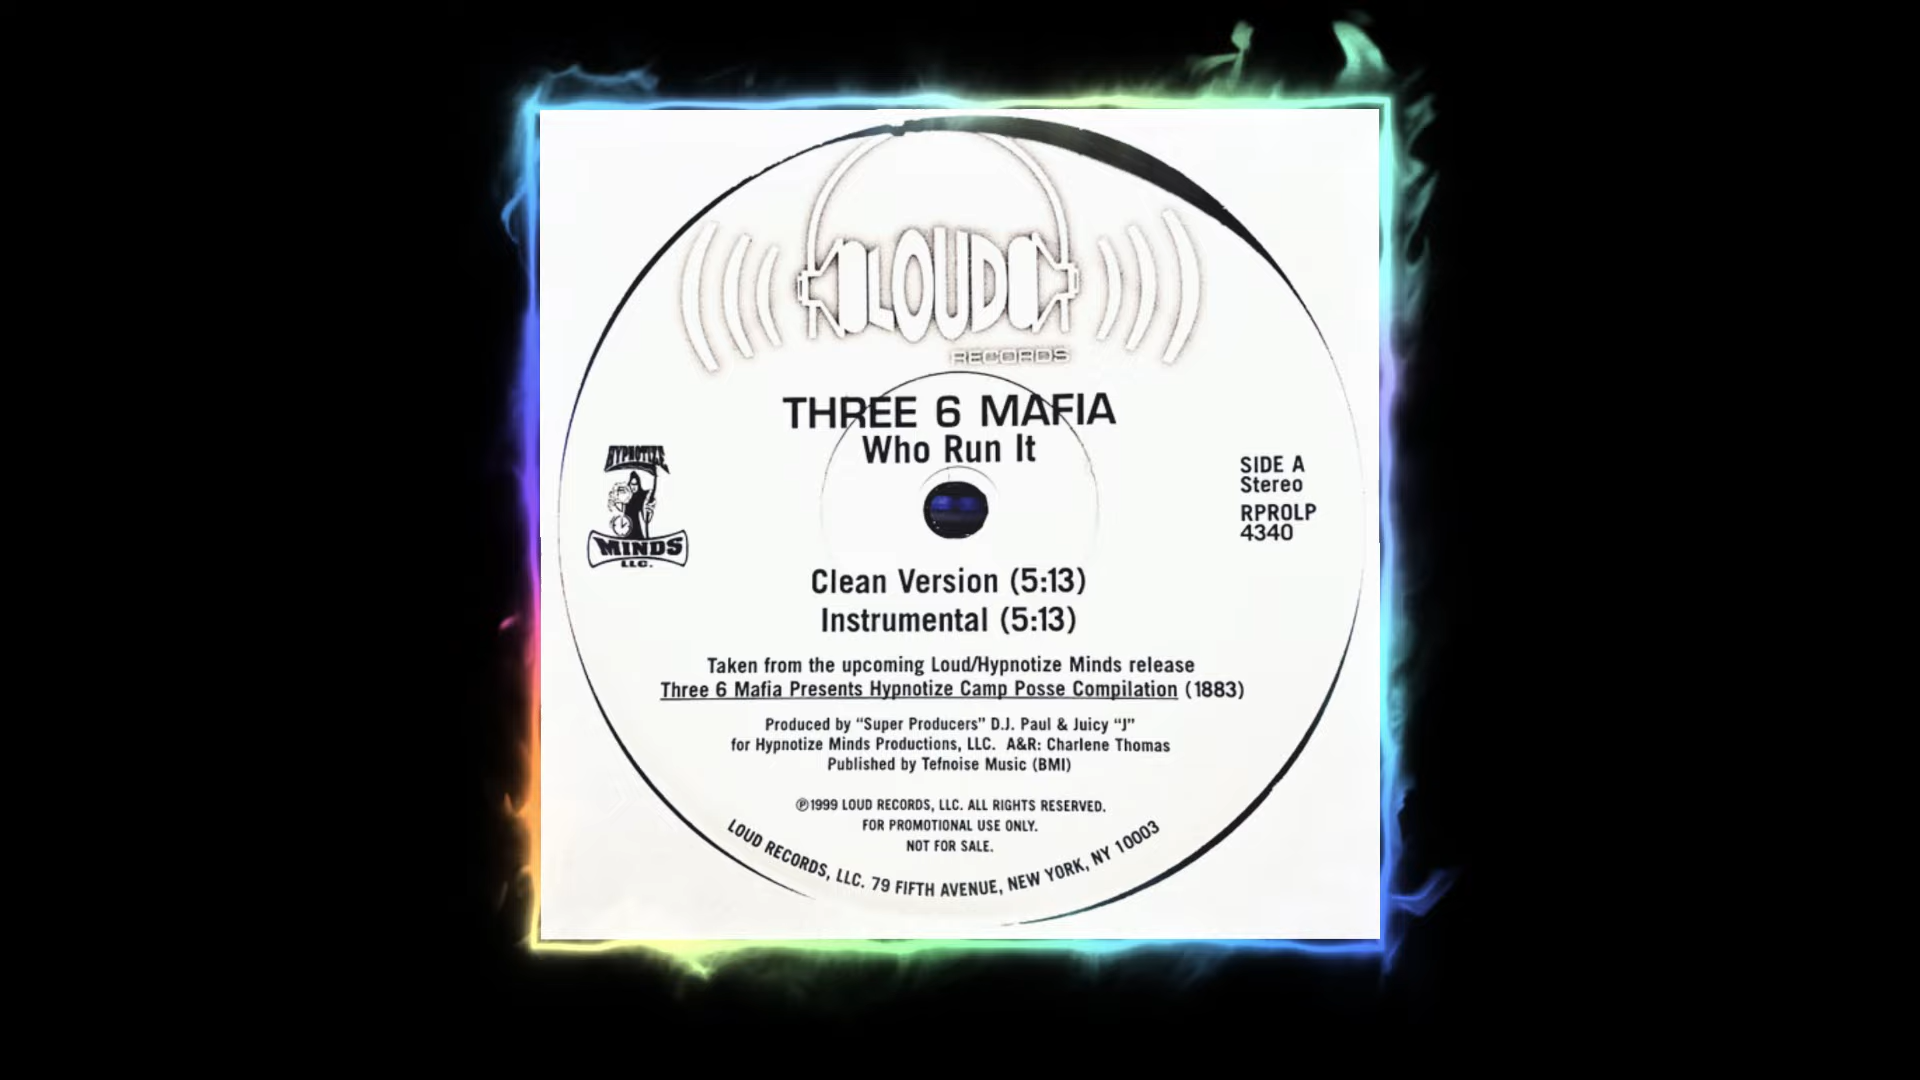 LOUD
RECORDS
THREE 6 MAFIA
Who Run It
HYPNOTIZE
MINDS
LLC.
SIDE A
Stereo
RPROLP
4340
Clean Version (5:13)
Instrumental (5:13)
Taken from the upcoming Loud/Hypnotize Minds release
Three 6 Mafia Presents Hypnotize Camp Posse Compilation (1883)
Produced by “Super Producers” D.J. Paul & Juicy “J”
for Hypnotize Minds Productions, LLC. A&R: Charlene Thomas
Published by Tefnoise Music (BMI)
℗1999 LOUD RECORDS, LLC. ALL RIGHTS RESERVED.
FOR PROMOTIONAL USE ONLY.
NOT FOR SALE.
LOUD RECORDS, LLC. 79 FIFTH AVENUE, NEW YORK, NY 10003